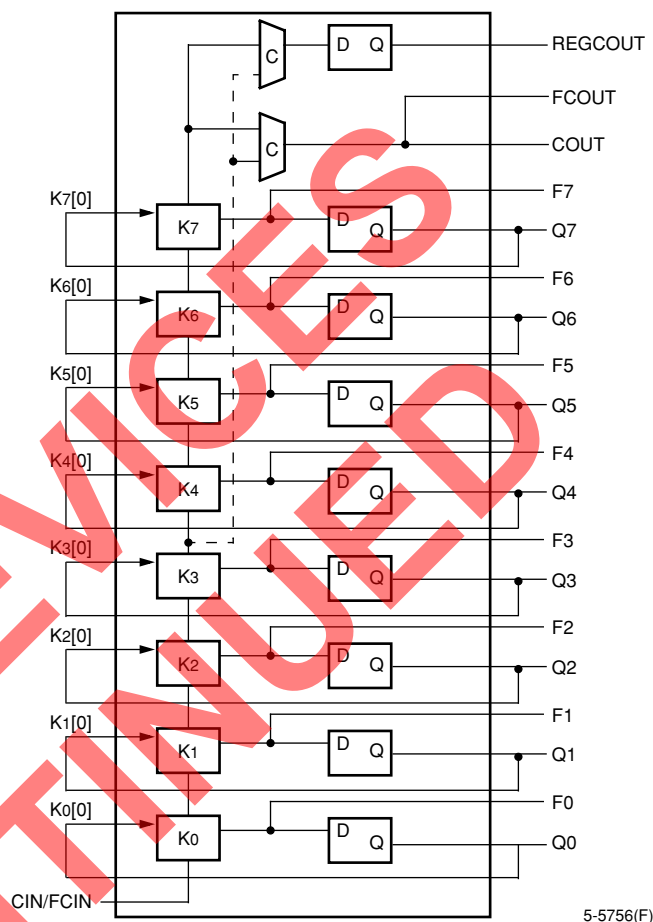 C
D Q
REGCOUT
FCOUT
C
COUT
K7[0]
K7
F7
D Q
Q7
K6[0]
K6
F6
D Q
Q6
K5[0]
K5
F5
D Q
Q5
K4[0]
K4
F4
D Q
Q4
K3[0]
K3
F3
D Q
Q3
K2[0]
K2
F2
D Q
Q2
K1[0]
K1
F1
D Q
Q1
K0[0]
K0
F0
D Q
Q0
CIN/FCIN
5-5756(F)
EVICES
TINUED